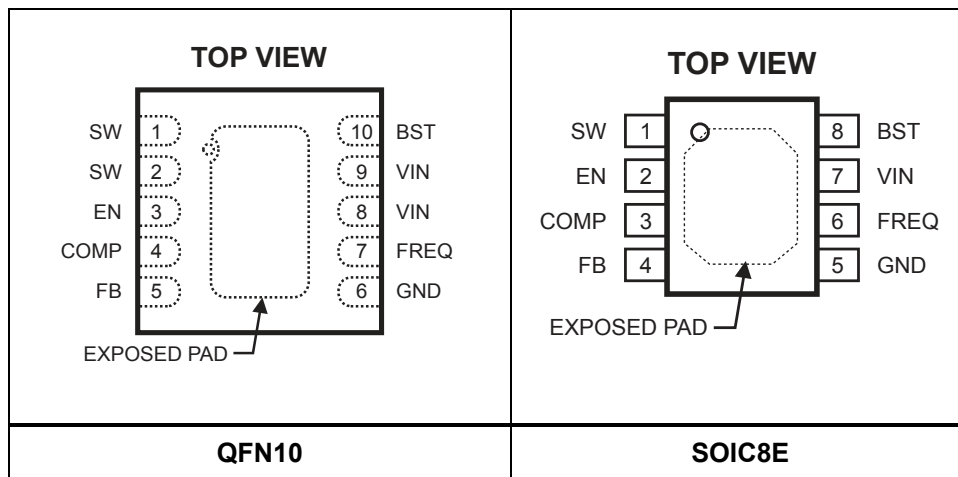 TOP VIEW
SW 1 10 BST
SW 2 9 VIN
EN 3 8 VIN
COMP 4 7 FREQ
FB 5 6 GND
EXPOSED PAD
QFN10
TOP VIEW
SW 1 8 BST
EN 2 7 VIN
COMP 3 6 FREQ
FB 4 5 GND
EXPOSED PAD
SOIC8E